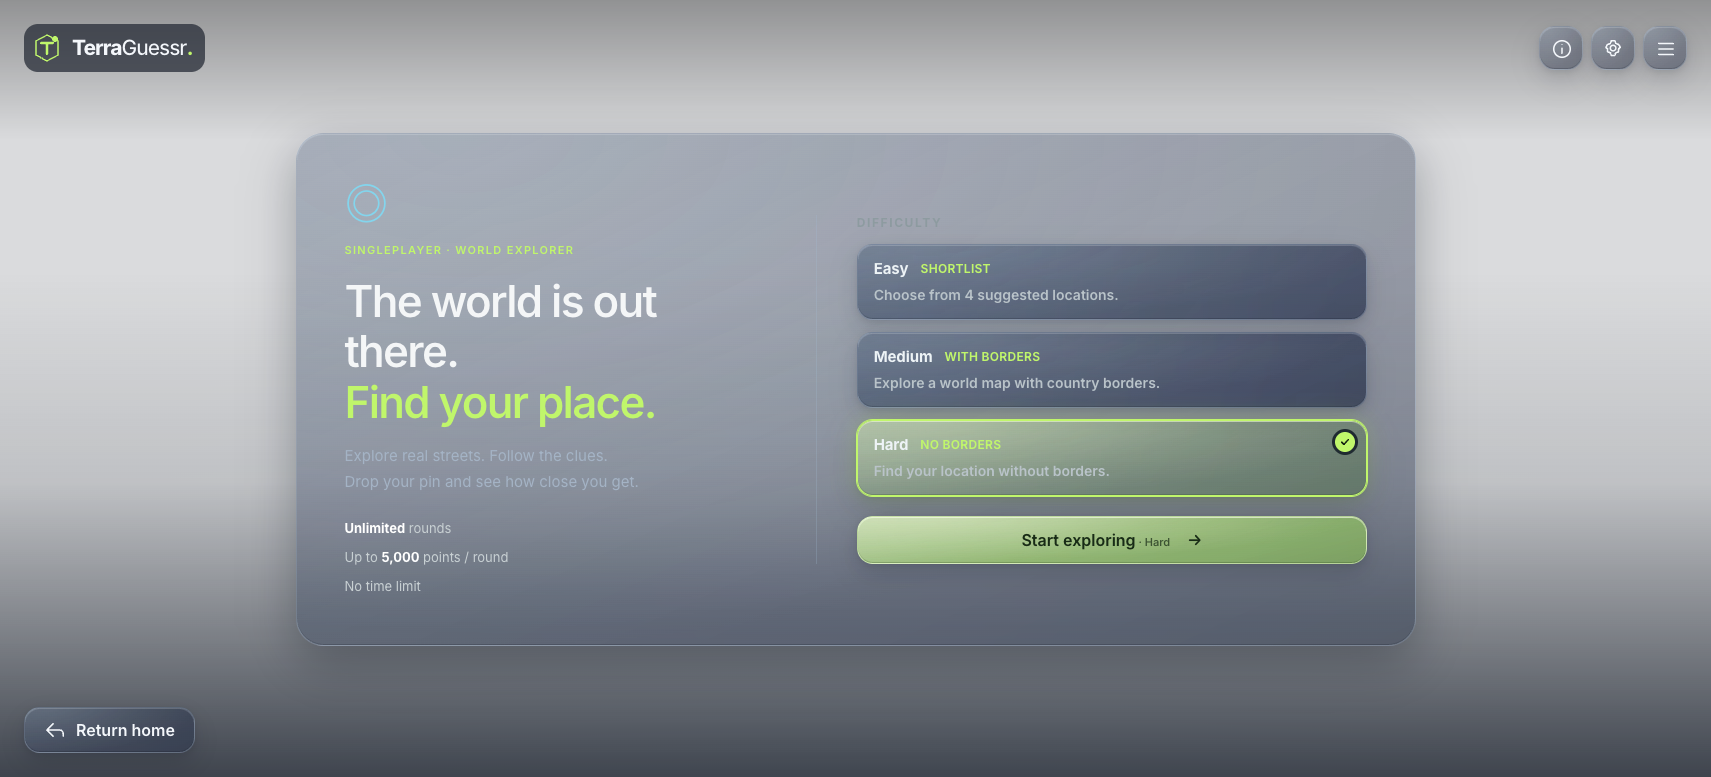 TerraGuessr.
SINGLEPLAYER · WORLD EXPLORER
The world is out
there.
Find your place.
Explore real streets. Follow the clues.
Drop your pin and see how close you get.
Unlimited rounds
Up to 5,000 points / round
No time limit
DIFFICULTY
Easy SHORTLIST
Choose from 4 suggested locations.
Medium WITH BORDERS
Explore a world map with country borders.
Hard NO BORDERS
Find your location without borders.
Start exploring · Hard
Return home